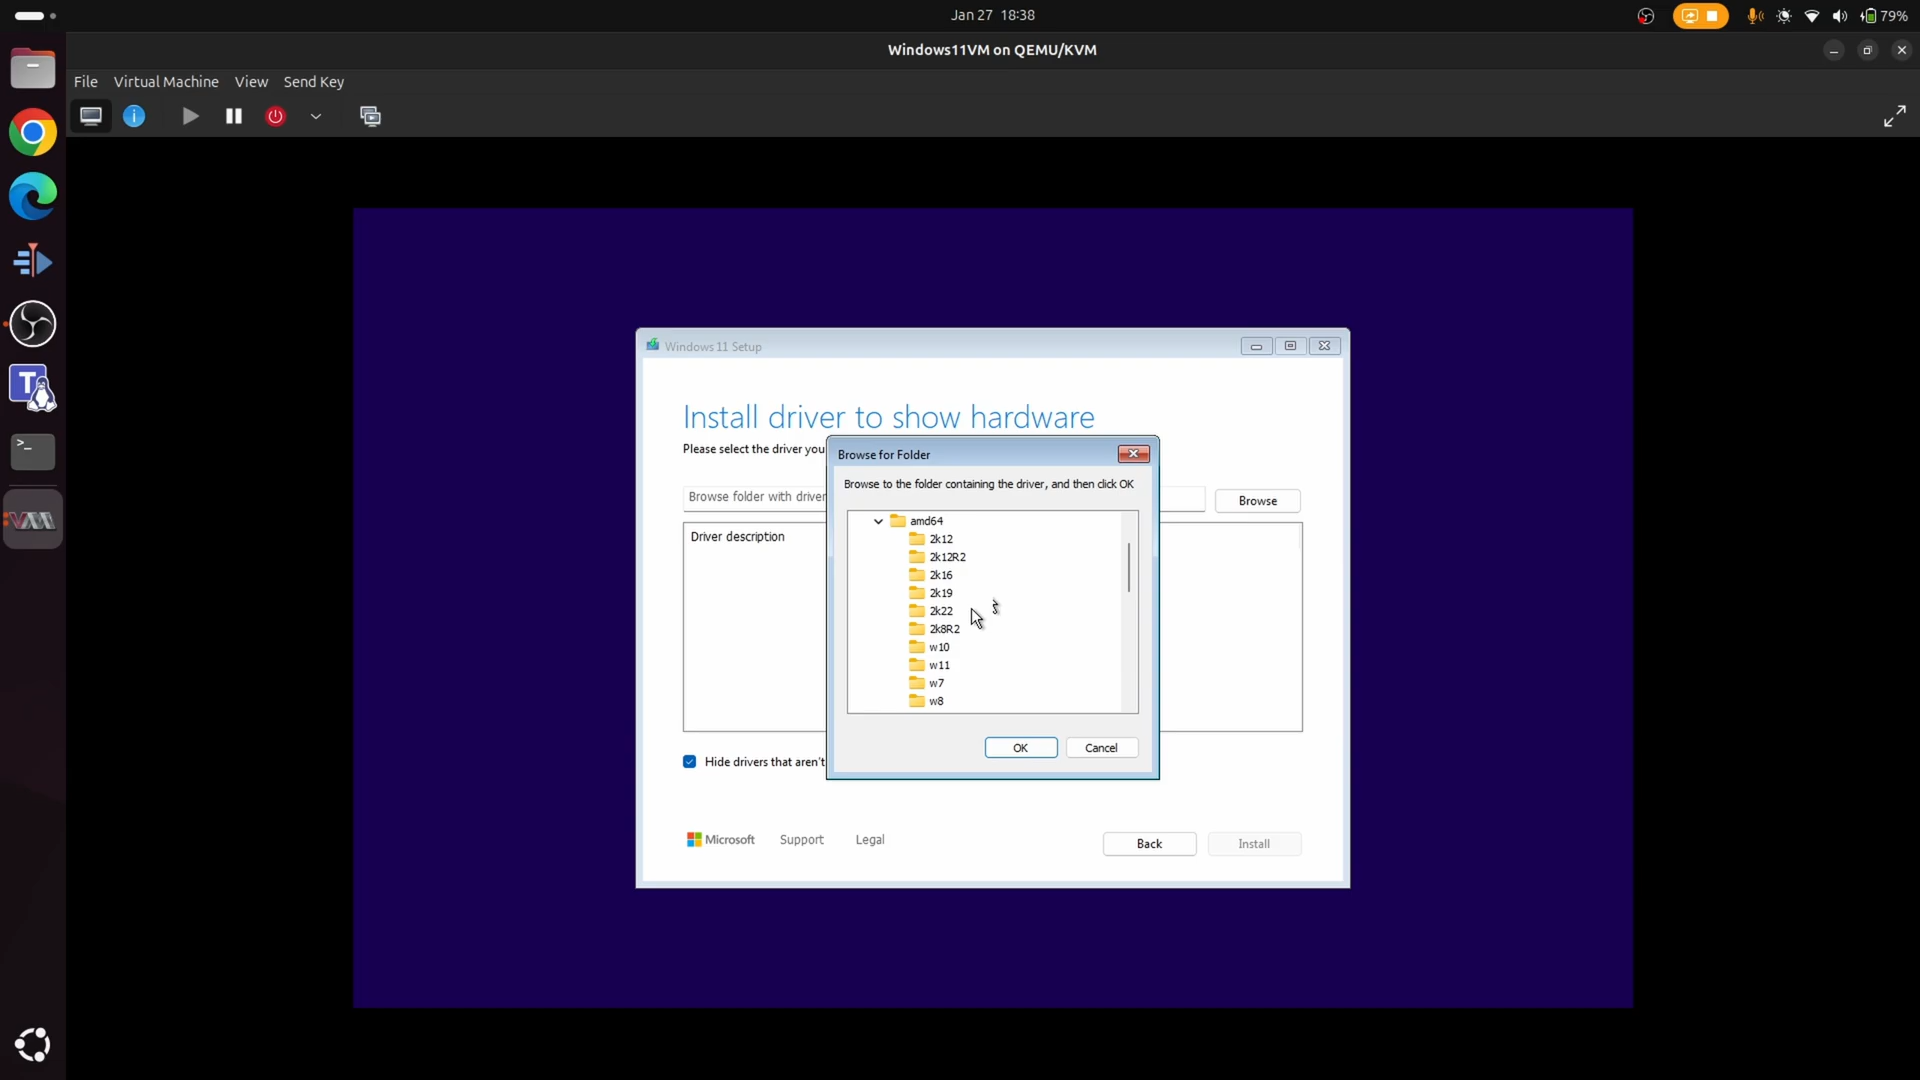 Jan 27 18:38
79%
Windows11VM on QEMU/KVM
File Virtual Machine View Send Key
Windows 11 Setup
Install driver to show hardware
Please select the driver you
Browse for Folder
Browse to the folder containing the driver, and then click OK
Browse folder with driver
Browse
Driver description
amd64
2k12
2k12R2
2k16
2k19
2k22
2k8R2
w10
w11
w7
w8
OK Cancel
Hide drivers that aren't
Microsoft Support Legal
Back Install